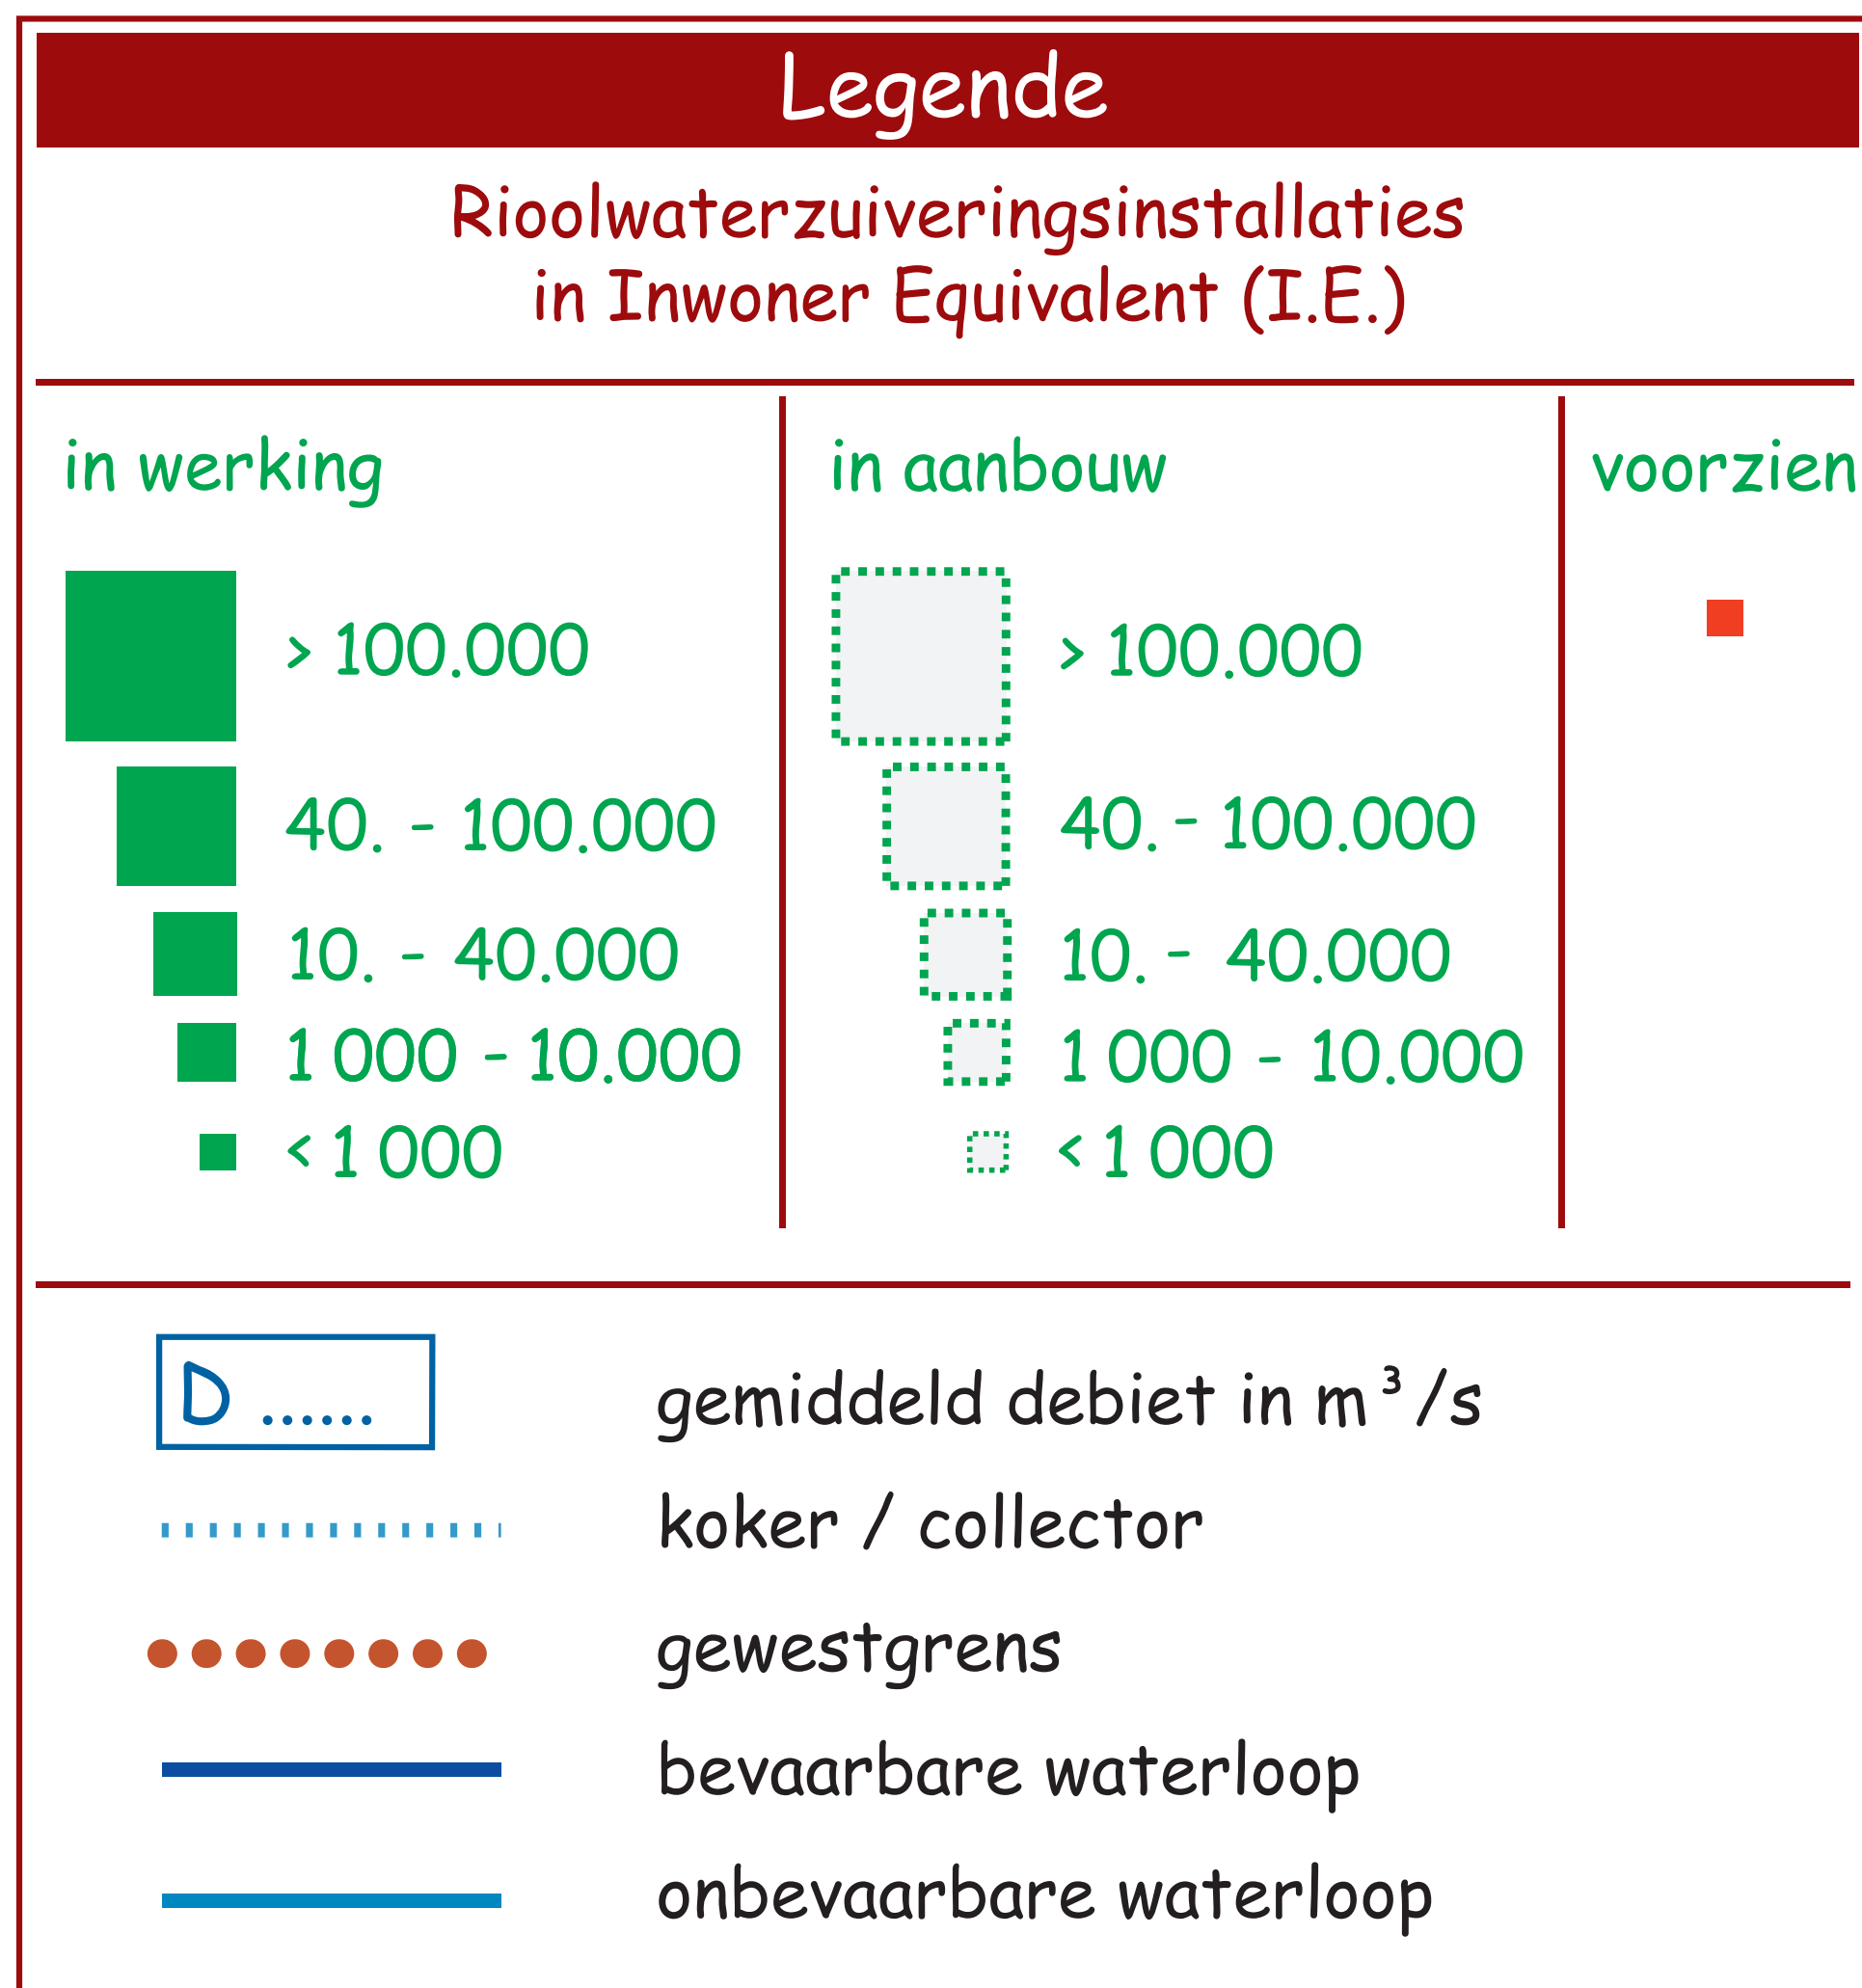 Legende
Rioolwaterzuiveringsinstallaties
in Inwoner Equivalent (I.E.)
in werking
> 100.000
40. - 100.000
10. - 40.000
1 000 - 10.000
< 1 000
in aanbouw
> 100.000
40. - 100.000
10. - 40.000
1 000 - 10.000
< 1 000
voorzien
D ......
gemiddeld debiet in m³/s
koker / collector
gewestgrens
bevaarbare waterloop
onbevaarbare waterloop